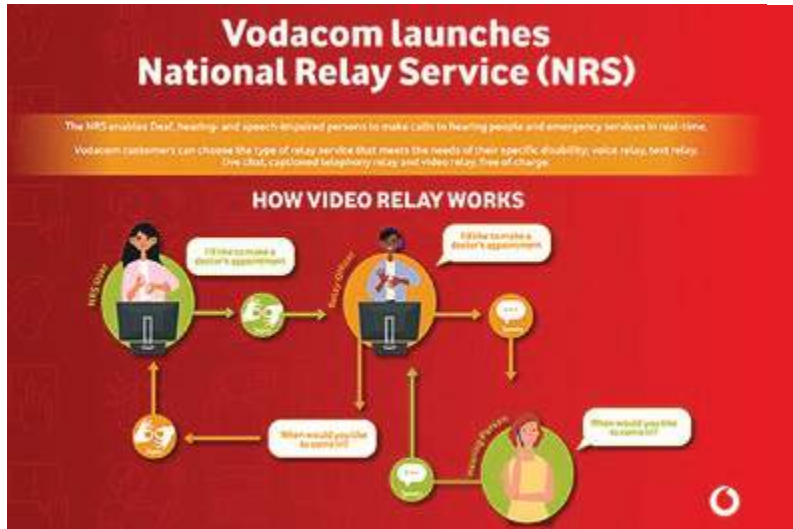 Vodacom launches
National Relay Service (NRS)
The NRS enables Deaf, hearing- and speech-impaired persons to make calls to hearing people and emergency services in real-time.
Vodacom customers can choose the type of relay service that meets the needs of their specific disability; voice relay, text relay,
live chat, captioned telephony relay and video relay, free of charge.
HOW VIDEO RELAY WORKS
NRS User
I'd like to make a
doctor's appointment
Relay Officer
I'd like to make a
doctor's appointment
When would you like
to come in?
Hearing Person
When would you like
to come in?